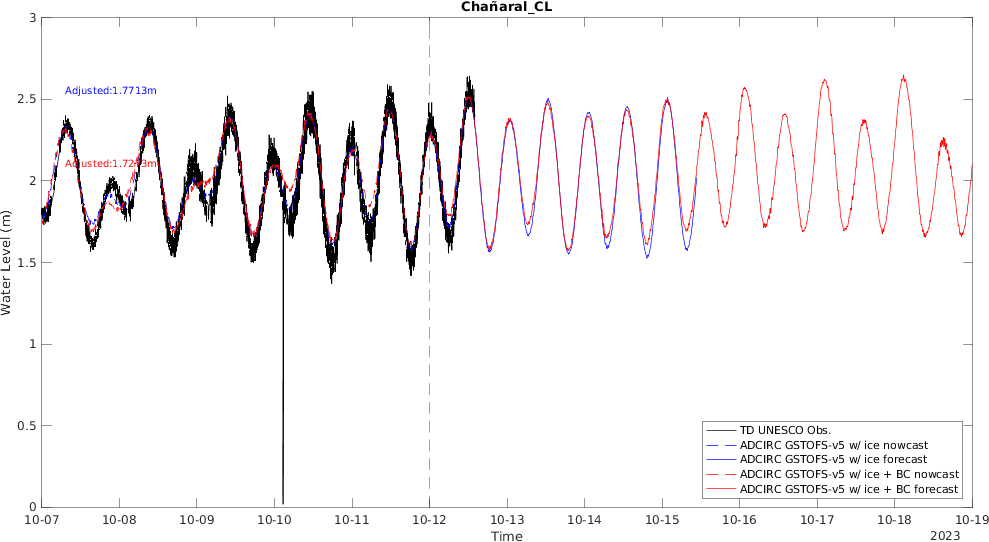 Chañaral_CL
3
2.5
2
1.5
1
0.5
0
Water Level (m)
Adjusted:1.7713m
Adjusted:1.7243m
TD UNESCO Obs.
ADCIRC GSTOFS-v5 w/ ice nowcast
ADCIRC GSTOFS-v5 w/ ice forecast
ADCIRC GSTOFS-v5 w/ ice + BC nowcast
ADCIRC GSTOFS-v5 w/ ice + BC forecast
10-07 10-08 10-09 10-10 10-11 10-12 10-13 10-14 10-15 10-16 10-17 10-18 10-19
Time
2023